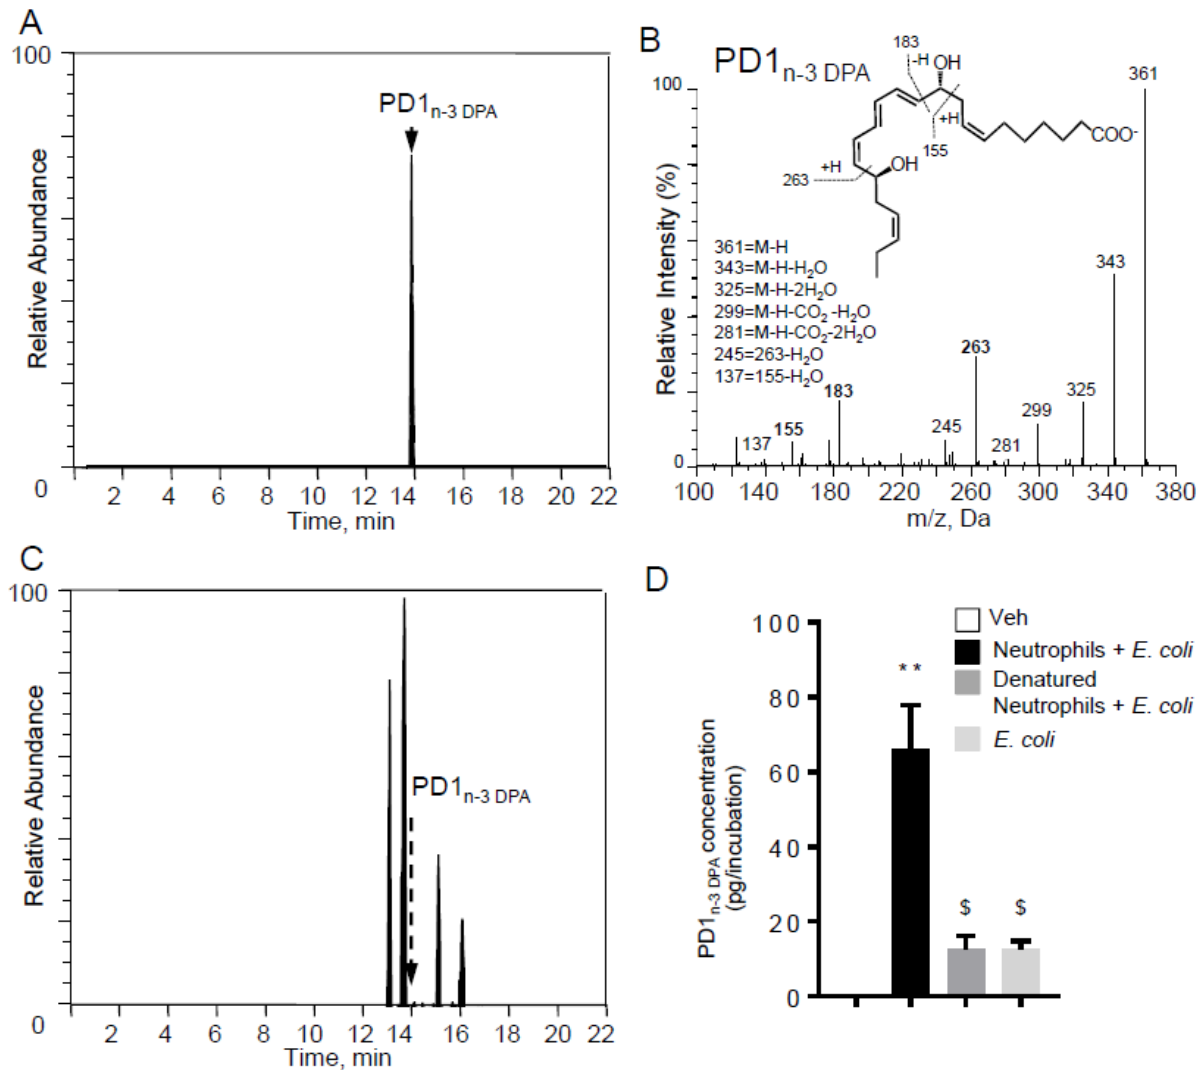 A
100
PD1n-3 DPA
Relative Abundance
0
2 4 6 8 10 12 14 16 18 20 22
Time, min
B
PD1n-3 DPA
183
-H
OH
+H
155
COO-
+H
OH
263
361=M-H
343=M-H-H2O
325=M-H-2H2O
299=M-H-CO2 -H2O
281=M-H-CO2-2H2O
245=263-H2O
137=155-H2O
100
Relative Intensity (%)
0
137
155
183
245
263
281
299
325
343
361
100 140 180 220 260 300 340 380
m/z, Da
C
100
PD1n-3 DPA
Relative Abundance
0
2 4 6 8 10 12 14 16 18 20 22
Time, min
D
Veh
Neutrophils + E. coli
Denatured
Neutrophils + E. coli
E. coli
PD1n-3 DPA concentration
(pg/incubation)
100
80
60
40
20
0
**
$
$